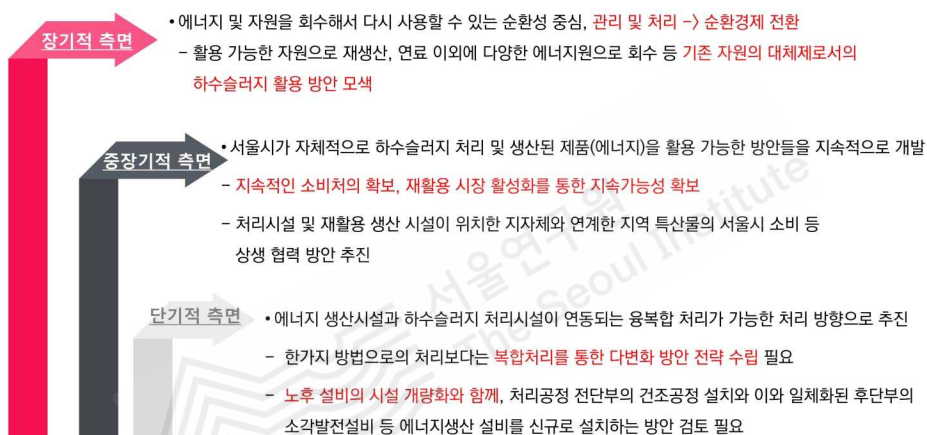 장기적 측면
• 에너지 및 자원을 회수해서 다시 사용할 수 있는 순환성 중심, 관리 및 처리 -> 순환경제 전환
- 활용 가능한 자원으로 재생산, 연료 이외에 다양한 에너지원으로 회수 등 기존 자원의 대체제로서의
하수슬러지 활용 방안 모색
중장기적 측면
• 서울시가 자체적으로 하수슬러지 처리 및 생산된 제품(에너지)을 활용 가능한 방안들을 지속적으로 개발
- 지속적인 소비처의 확보, 재활용 시장 활성화를 통한 지속가능성 확보
- 처리시설 및 재활용 생산 시설이 위치한 지자체와 연계한 지역 특산물의 서울시 소비 등
상생 협력 방안 추진
단기적 측면
• 에너지 생산시설과 하수슬러지 처리시설이 연동되는 융복합 처리가 가능한 처리 방향으로 추진
- 한가지 방법으로의 처리보다는 복합처리를 통한 다변화 방안 전략 수립 필요
- 노후 설비의 시설 개량화와 함께, 처리공정 전단부의 건조공정 설치와 이와 일체화된 후단부의
소각발전설비 등 에너지생산 설비를 신규로 설치하는 방안 검토 필요
서울연구원
The Seoul Institute